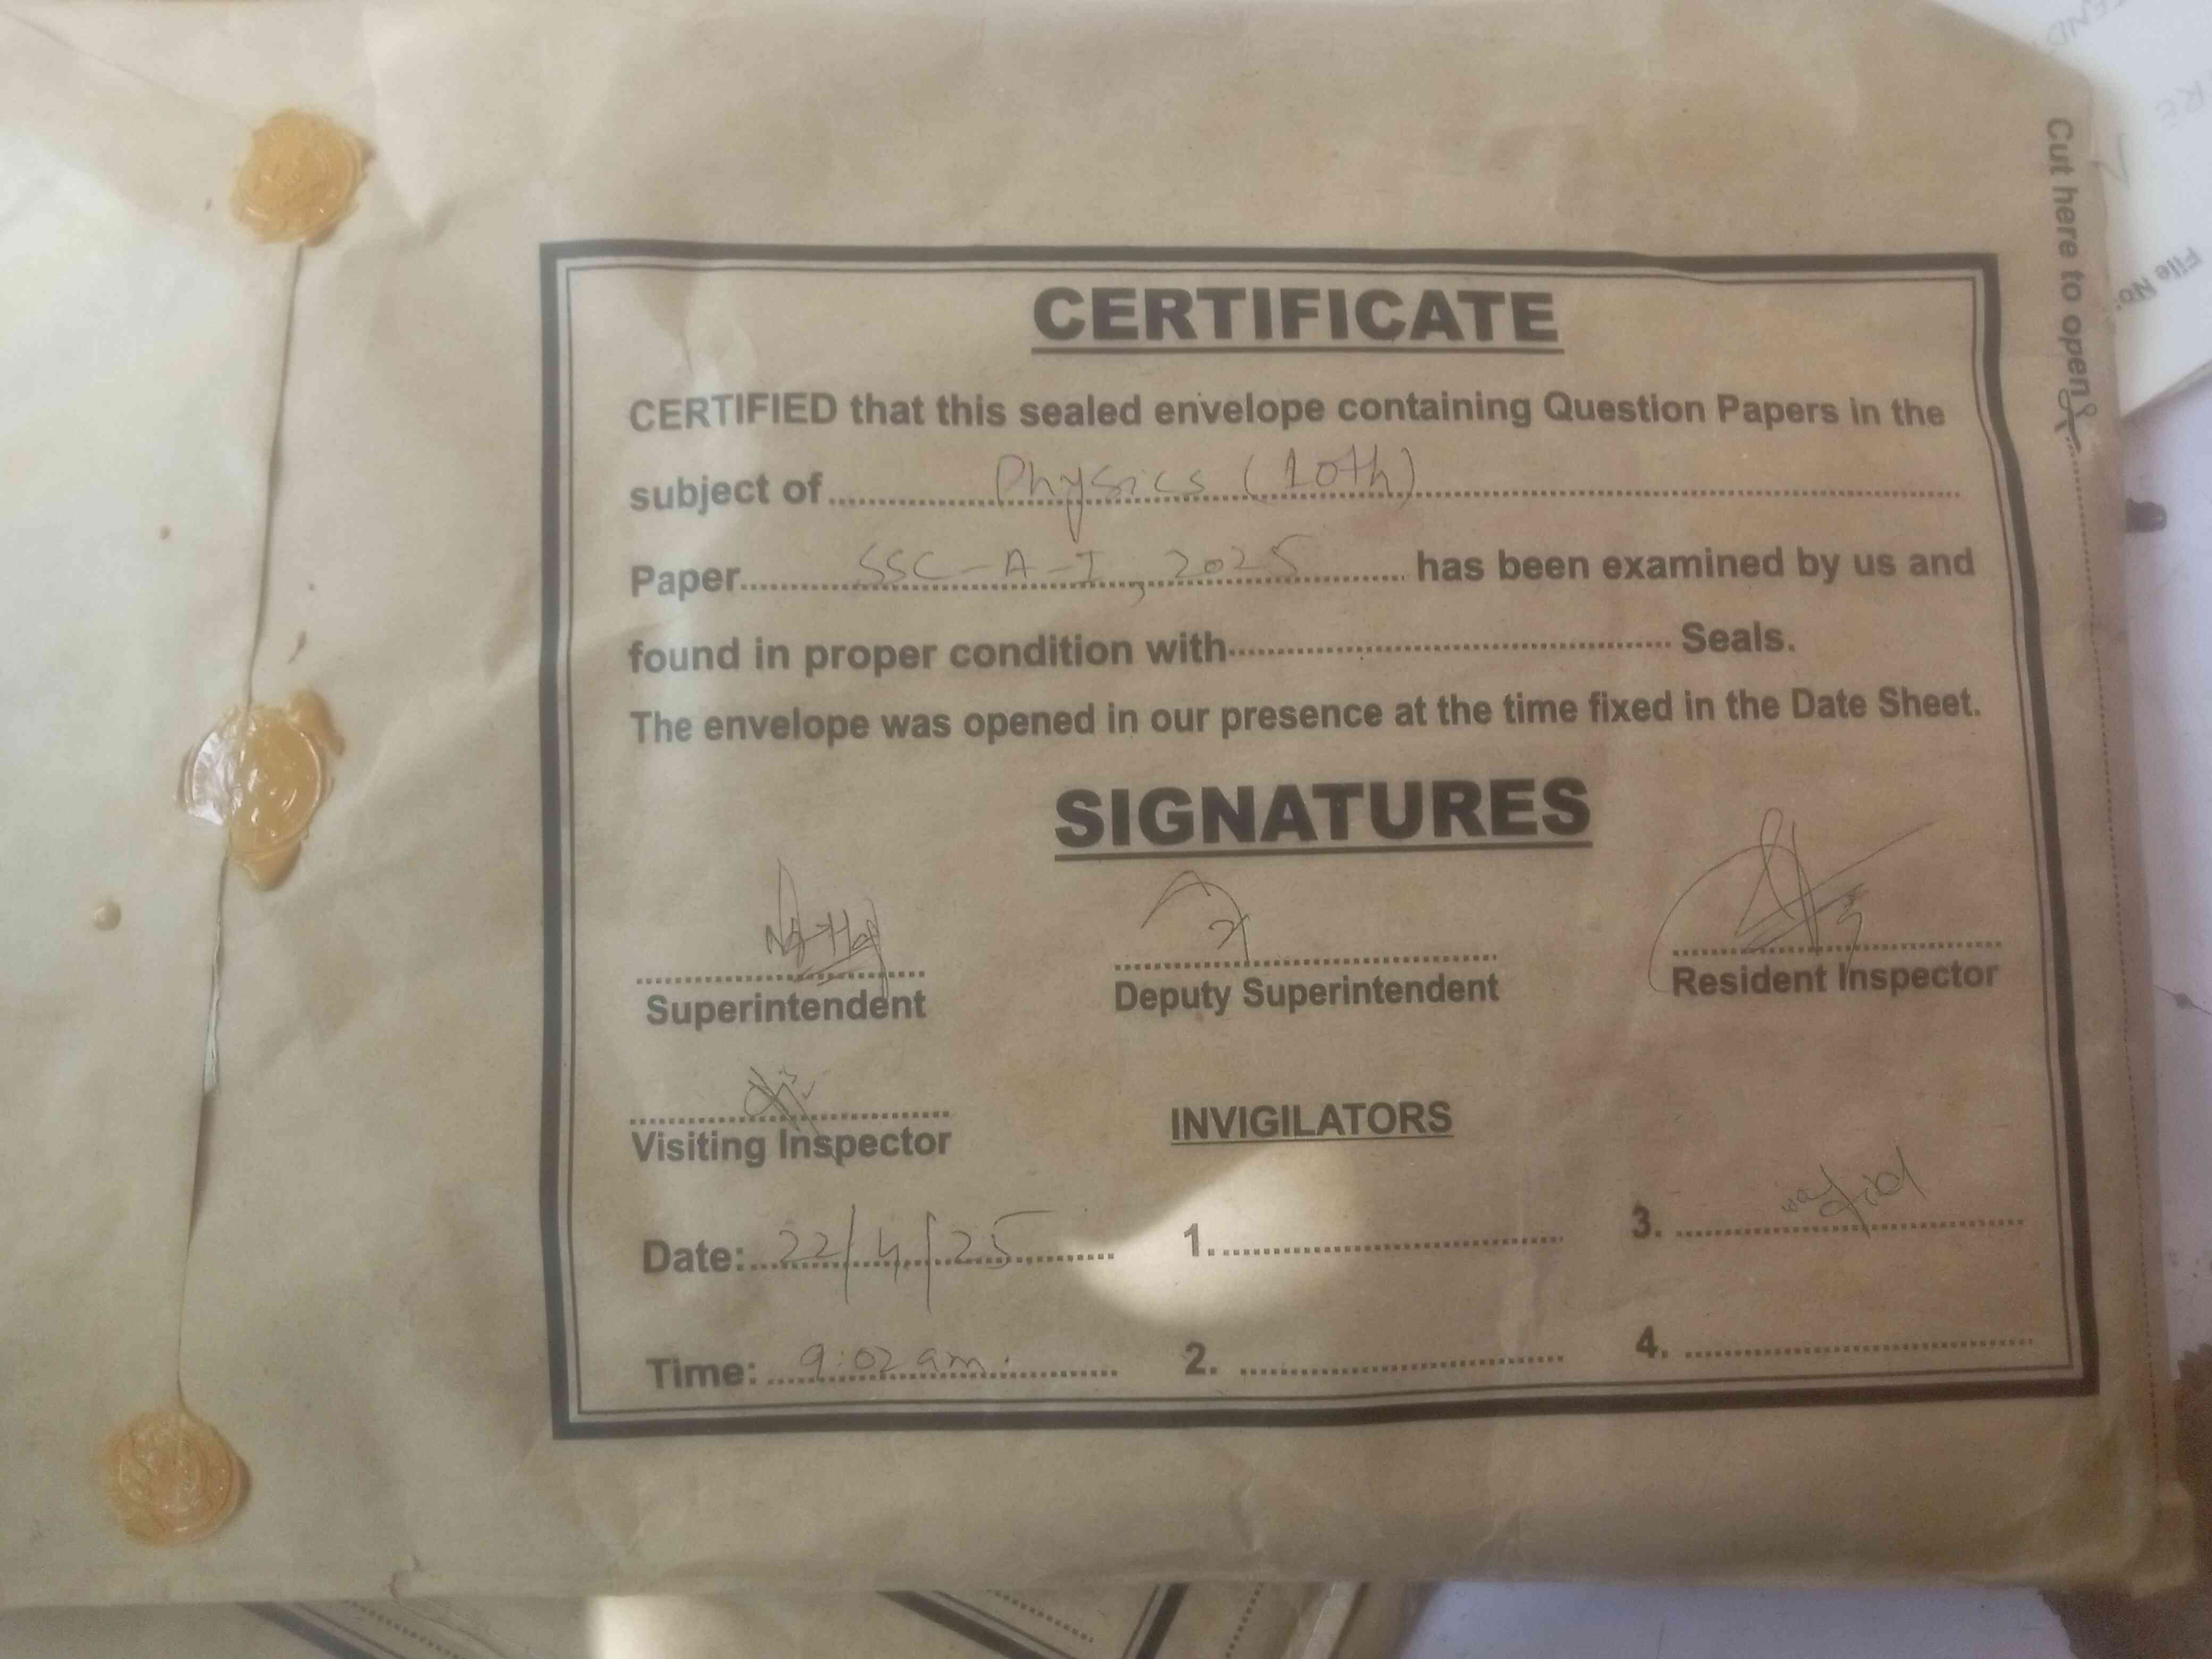 CERTIFICATE
CERTIFIED that this sealed envelope containing Question Papers in the
subject of Physics (10th)
Paper SSC-A-I, 2025 has been examined by us and
found in proper condition with Seals.
The envelope was opened in our presence at the time fixed in the Date Sheet.
SIGNATURES
Superintendent Deputy Superintendent Resident Inspector
Visiting Inspector INVIGILATORS
Date: 22/4/25 1. 3.
Time: 9:02 am. 2. 4.
Cut here to open
File No: